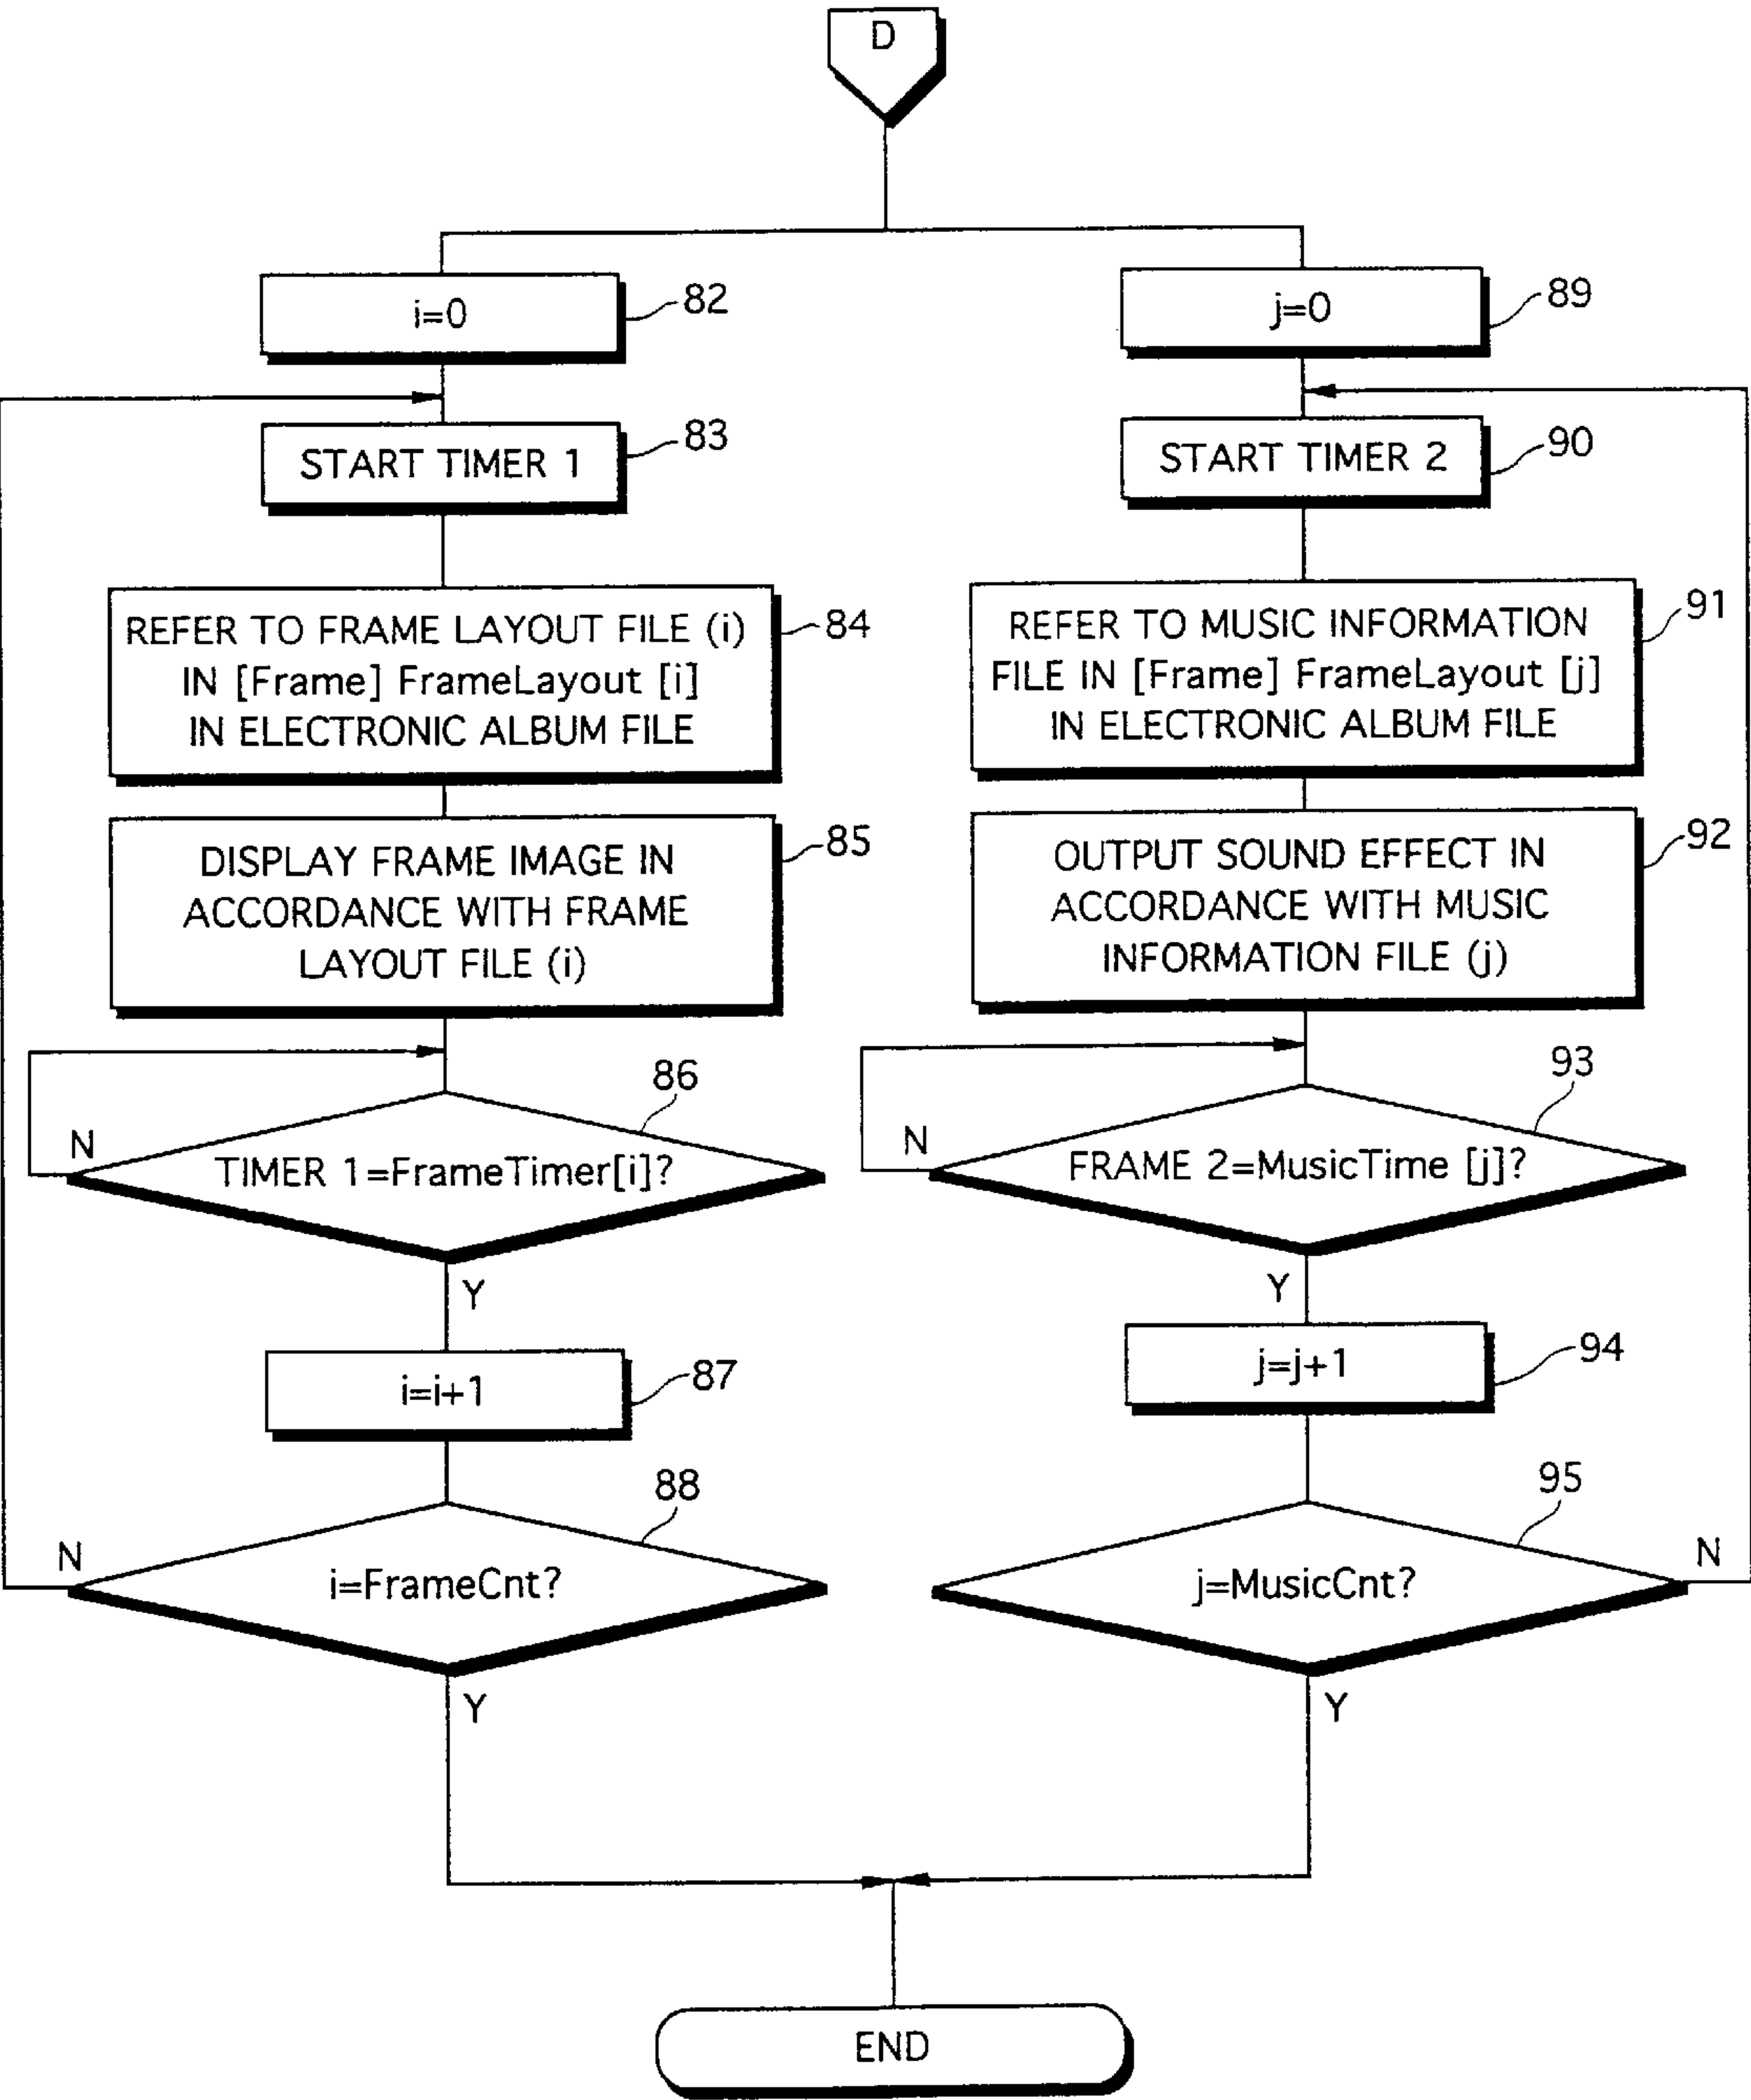 D
i=0
82
START TIMER 1
83
REFER TO FRAME LAYOUT FILE (i)
IN [Frame] FrameLayout [i]
IN ELECTRONIC ALBUM FILE
84
DISPLAY FRAME IMAGE IN
ACCORDANCE WITH FRAME
LAYOUT FILE (i)
85
86
N
TIMER 1=FrameTimer[i]?
Y
i=i+1
87
88
N
i=FrameCnt?
Y
j=0
89
START TIMER 2
90
REFER TO MUSIC INFORMATION
FILE IN [Frame] FrameLayout [j]
IN ELECTRONIC ALBUM FILE
91
OUTPUT SOUND EFFECT IN
ACCORDANCE WITH MUSIC
INFORMATION FILE (j)
92
93
N
FRAME 2=MusicTime [j]?
Y
j=j+1
94
95
N
j=MusicCnt?
Y
END